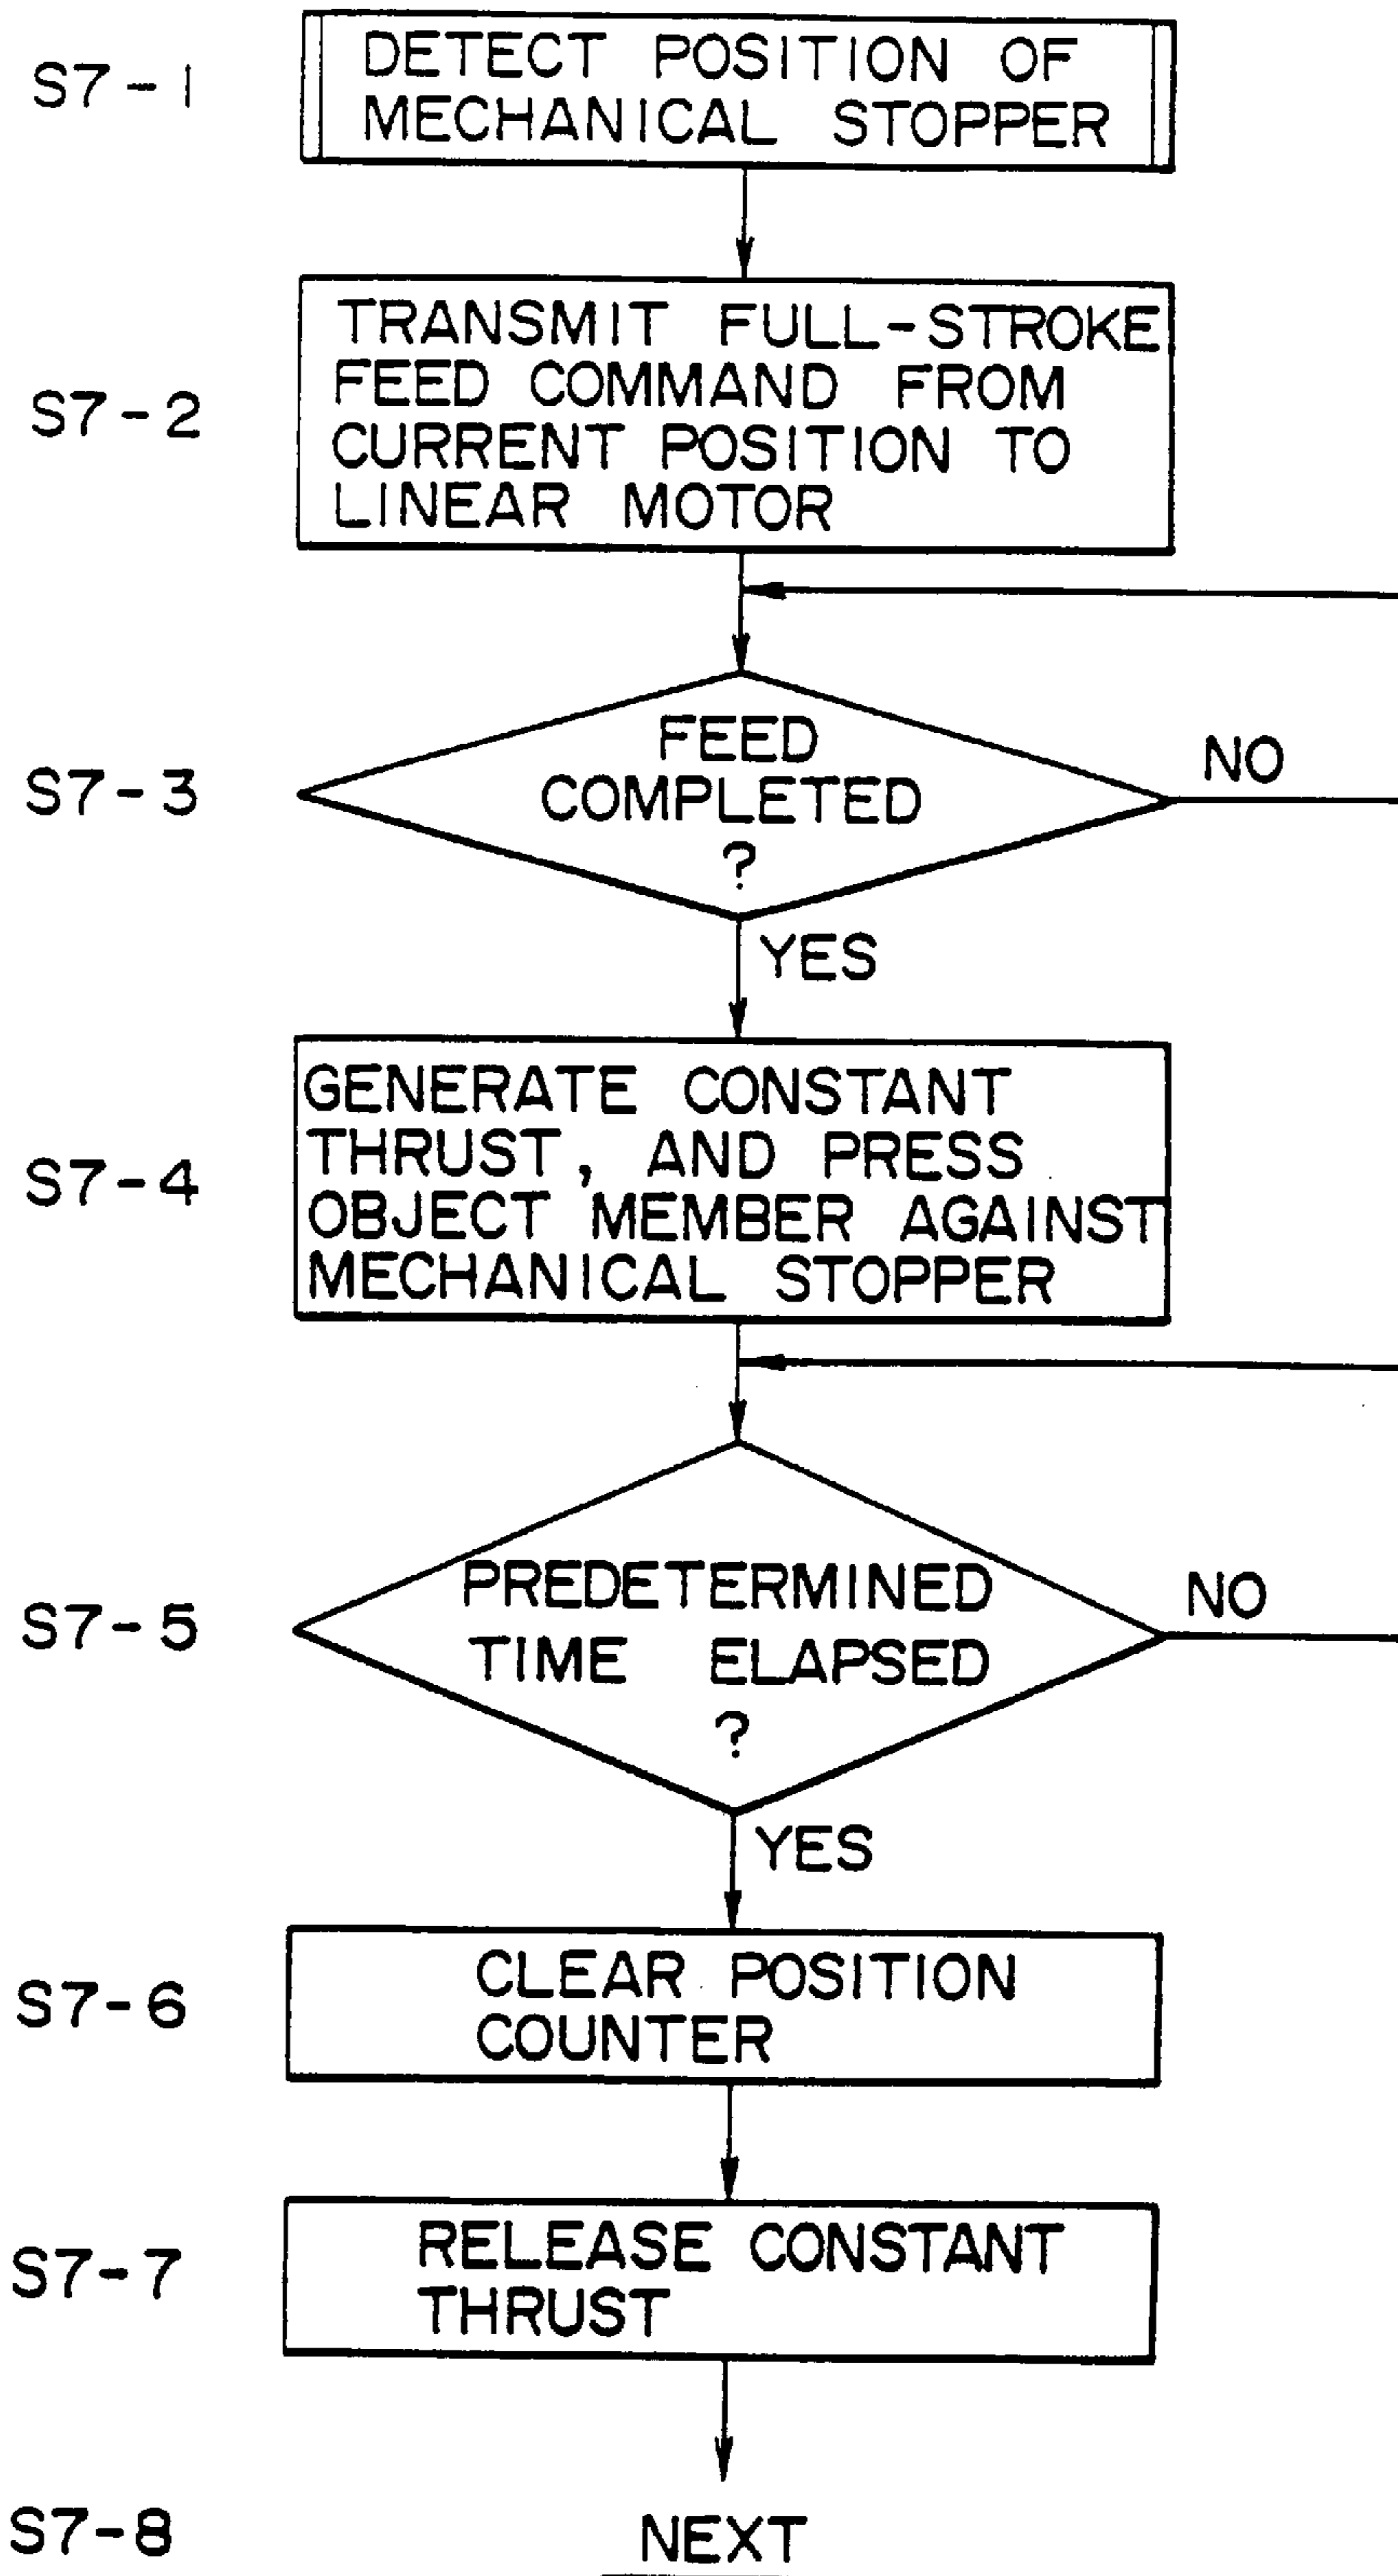 S7-1
DETECT POSITION OF
MECHANICAL STOPPER
S7-2
TRANSMIT FULL-STROKE
FEED COMMAND FROM
CURRENT POSITION TO
LINEAR MOTOR
S7-3
FEED
COMPLETED
?
NO
YES
S7-4
GENERATE CONSTANT
THRUST, AND PRESS
OBJECT MEMBER AGAINST
MECHANICAL STOPPER
S7-5
PREDETERMINED
TIME ELAPSED
?
NO
YES
S7-6
CLEAR POSITION
COUNTER
S7-7
RELEASE CONSTANT
THRUST
S7-8
NEXT